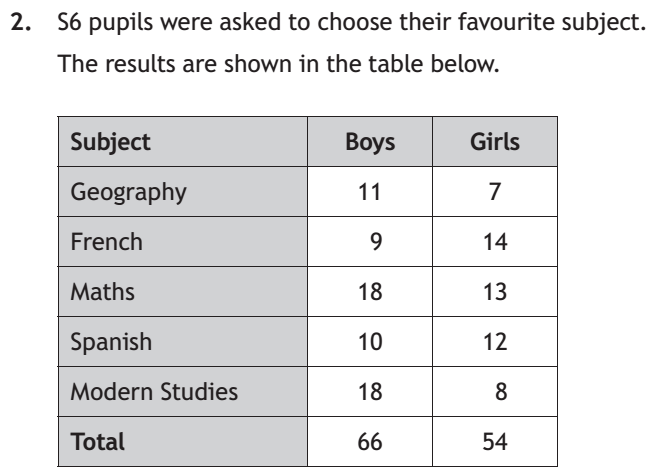 2. S6 pupils were asked to choose their favourite subject.
The results are shown in the table below.
Subject Boys Girls
Geography 11 7
French 9 14
Maths 18 13
Spanish 10 12
Modern Studies 18 8
Total 66 54